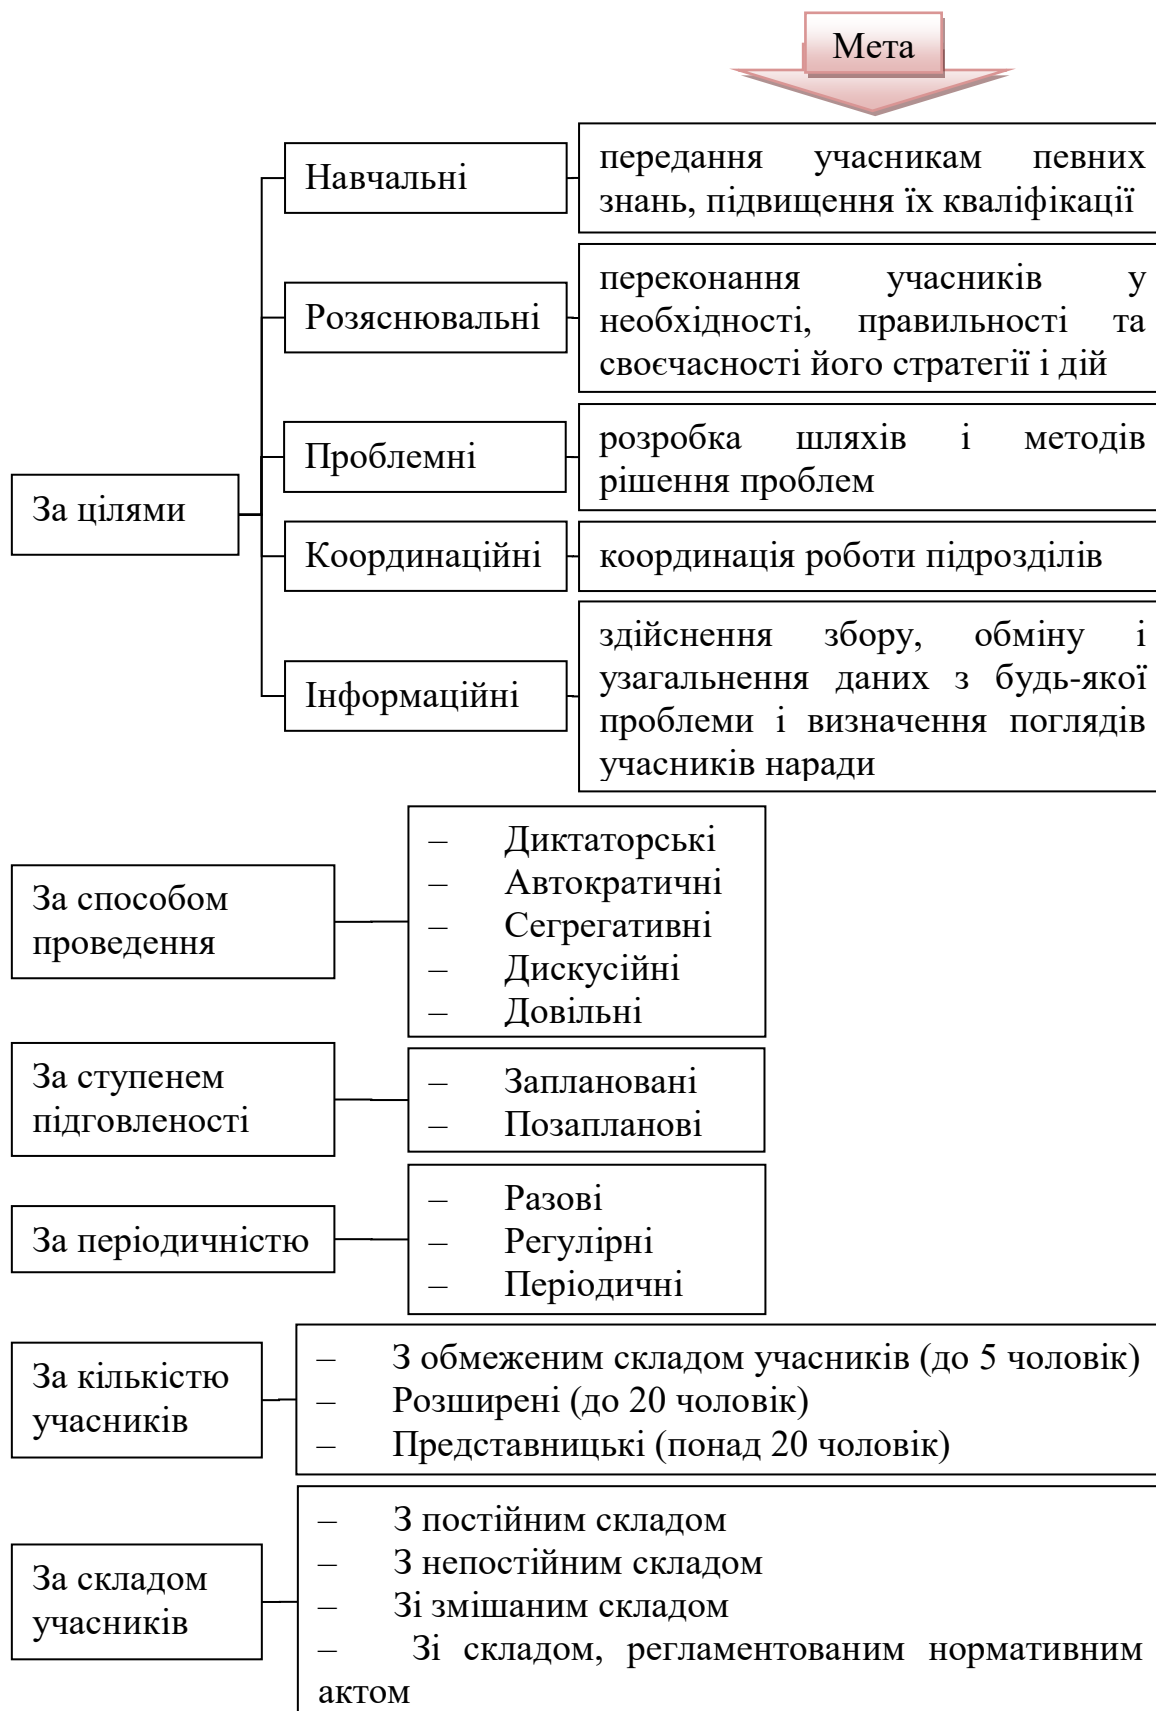 Мета
Навчальні
передання учасникам певних
знань, підвищення їх кваліфікації
Розяснювальні
переконання учасників у
необхідності, правильності та
своєчасності його стратегії і дій
Проблемні
розробка шляхів і методів
рішення проблем
За цілями
Координаційні
координація роботи підрозділів
Інформаційні
здійснення збору, обміну і
узагальнення даних з будь-якої
проблеми і визначення поглядів
учасників наради
За способом
проведення
– Диктаторські
– Автократичні
– Сегрегативні
– Дискусійні
– Довільні
За ступенем
підговленості
– Заплановані
– Позапланові
За періодичністю
– Разові
– Регулірні
– Періодичні
За кількістю
учасників
– З обмеженим складом учасників (до 5 чоловік)
– Розширені (до 20 чоловік)
– Представницькі (понад 20 чоловік)
За складом
учасників
– З постійним складом
– З непостійним складом
– Зі змішаним складом
– Зі складом, регламентованим нормативним
актом